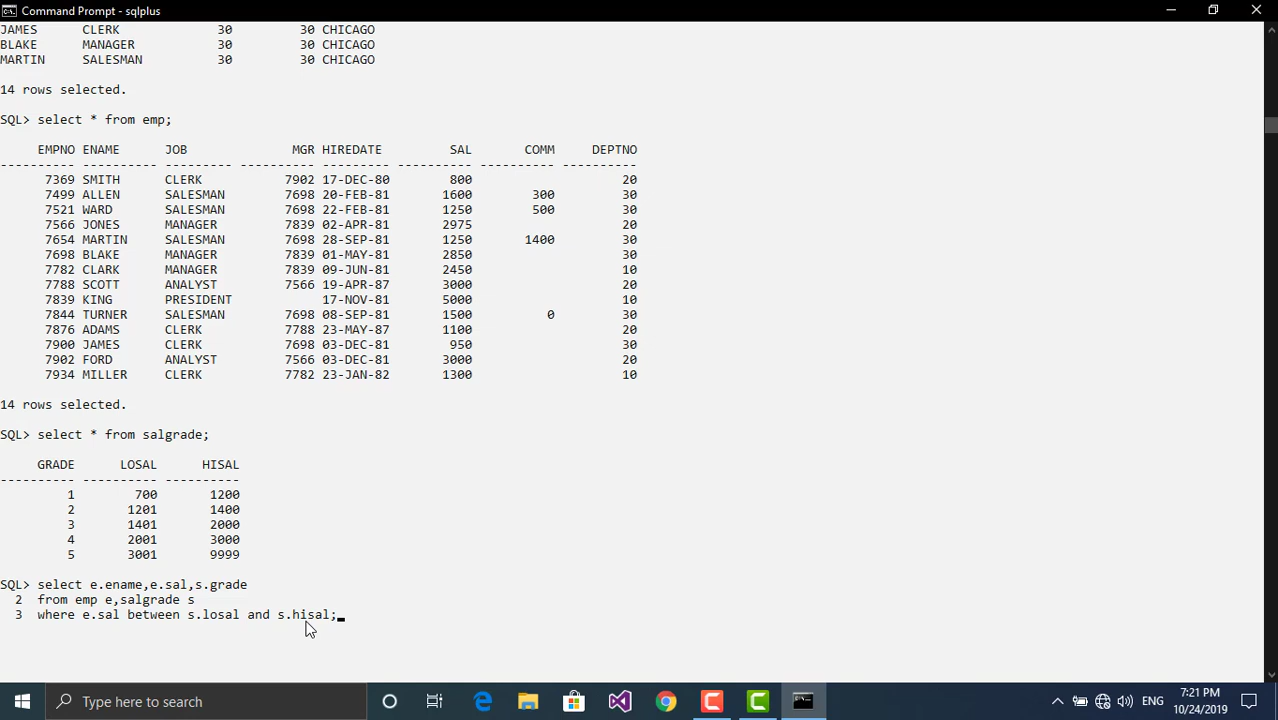 Command Prompt - sqlplus
JAMES      CLERK             30         30 CHICAGO
BLAKE      MANAGER           30         30 CHICAGO
MARTIN     SALESMAN          30         30 CHICAGO
14 rows selected.
SQL> select * from emp;
     EMPNO ENAME      JOB              MGR HIREDATE         SAL       COMM     DEPTNO
---------- ---------- --------- ---------- --------- ---------- ---------- ----------
      7369 SMITH      CLERK           7902 17-DEC-80        800                    20
      7499 ALLEN      SALESMAN        7698 20-FEB-81       1600        300         30
      7521 WARD       SALESMAN        7698 22-FEB-81       1250        500         30
      7566 JONES      MANAGER         7839 02-APR-81       2975                    20
      7654 MARTIN     SALESMAN        7698 28-SEP-81       1250       1400         30
      7698 BLAKE      MANAGER         7839 01-MAY-81       2850                    30
      7782 CLARK      MANAGER         7839 09-JUN-81       2450                    10
      7788 SCOTT      ANALYST         7566 19-APR-87       3000                    20
      7839 KING       PRESIDENT            17-NOV-81       5000                    10
      7844 TURNER     SALESMAN        7698 08-SEP-81       1500          0         30
      7876 ADAMS      CLERK           7788 23-MAY-87       1100                    20
      7900 JAMES      CLERK           7698 03-DEC-81        950                    30
      7902 FORD       ANALYST         7566 03-DEC-81       3000                    20
      7934 MILLER     CLERK           7782 23-JAN-82       1300                    10
14 rows selected.
SQL> select * from salgrade;
     GRADE      LOSAL      HISAL
---------- ---------- ----------
         1        700       1200
         2       1201       1400
         3       1401       2000
         4       2001       3000
         5       3001       9999
SQL> select e.ename,e.sal,s.grade
  2  from emp e,salgrade s
  3  where e.sal between s.losal and s.hisal;
Type here to search
ENG
7:21 PM
10/24/2019